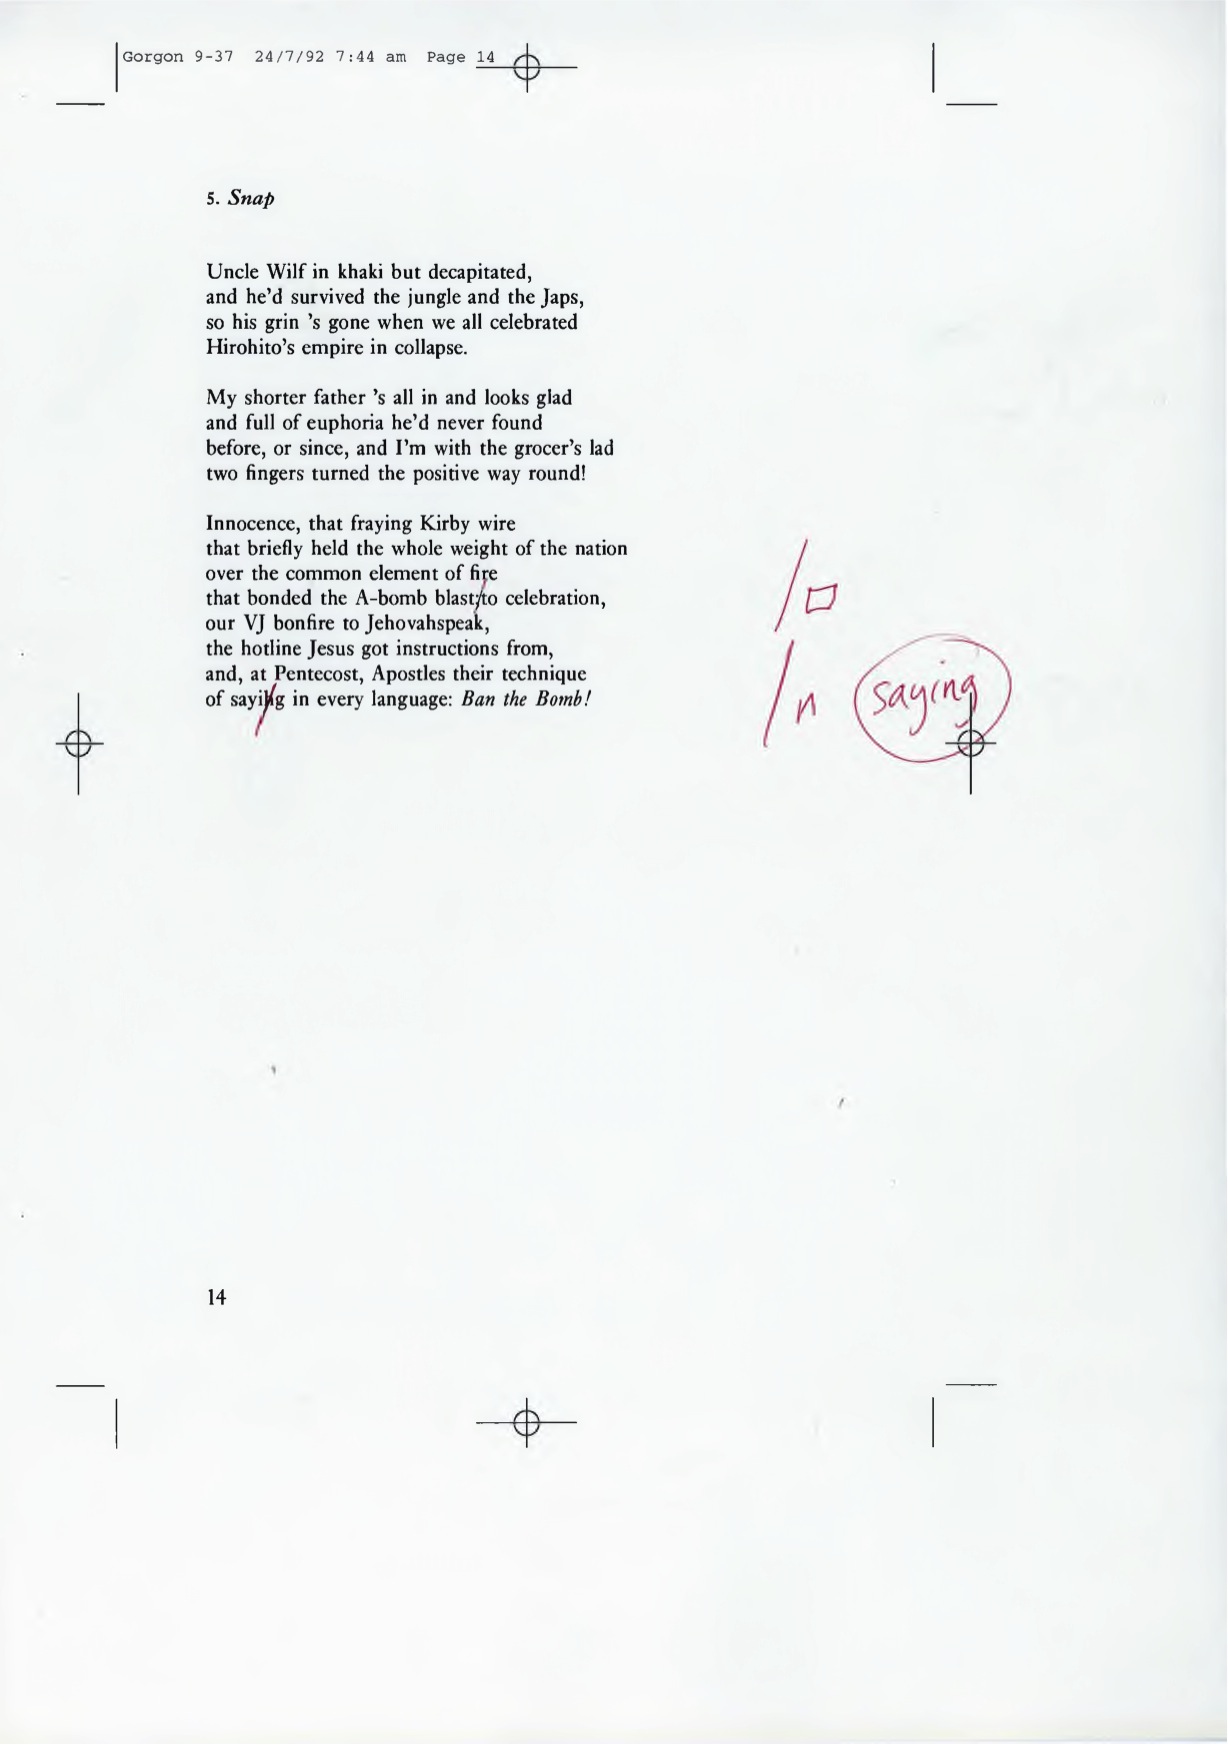 Gorgon 9-37 24/7/92 7:44 am Page 14
5. Snap
Uncle Wilf in khaki but decapitated,
and he'd survived the jungle and the Japs,
so his grin 's gone when we all celebrated
Hirohito's empire in collapse.
My shorter father 's all in and looks glad
and full of euphoria he'd never found
before, or since, and I'm with the grocer's lad
two fingers turned the positive way round!
Innocence, that fraying Kirby wire
that briefly held the whole weight of the nation
over the common element of fire
that bonded the A-bomb blast to celebration,
our VJ bonfire to Jehovahspeak,
the hotline Jesus got instructions from,
and, at Pentecost, Apostles their technique
of saying in every language: Ban the Bomb!
/ n saying
14